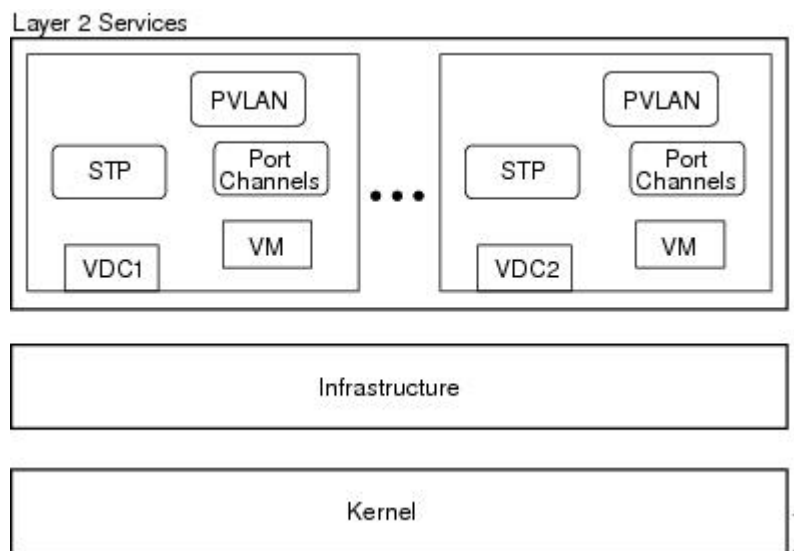 Layer 2 Services
PVLAN
STP
Port
Channels
VM
VDC1
PVLAN
STP
Port
Channels
VM
VDC2
Infrastructure
Kernel